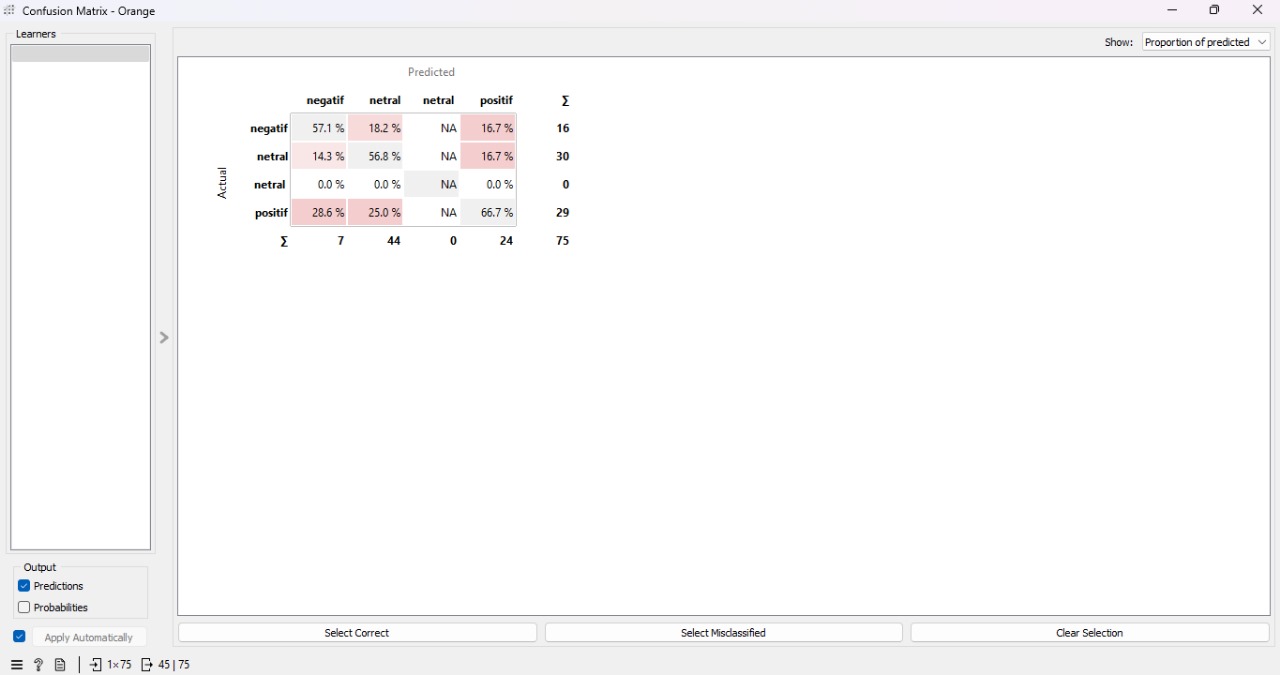 Confusion Matrix - Orange
Learners
Show: Proportion of predicted
Predicted
negatif netral netral positif Σ
negatif 57.1 % 18.2 % NA 16.7 % 16
netral 14.3 % 56.8 % NA 16.7 % 30
Actual
netral 0.0 % 0.0 % NA 0.0 % 0
positif 28.6 % 25.0 % NA 66.7 % 29
Σ 7 44 0 24 75
Output
Predictions
Probabilities
Apply Automatically
Select Correct Select Misclassified Clear Selection
1×75 45 | 75